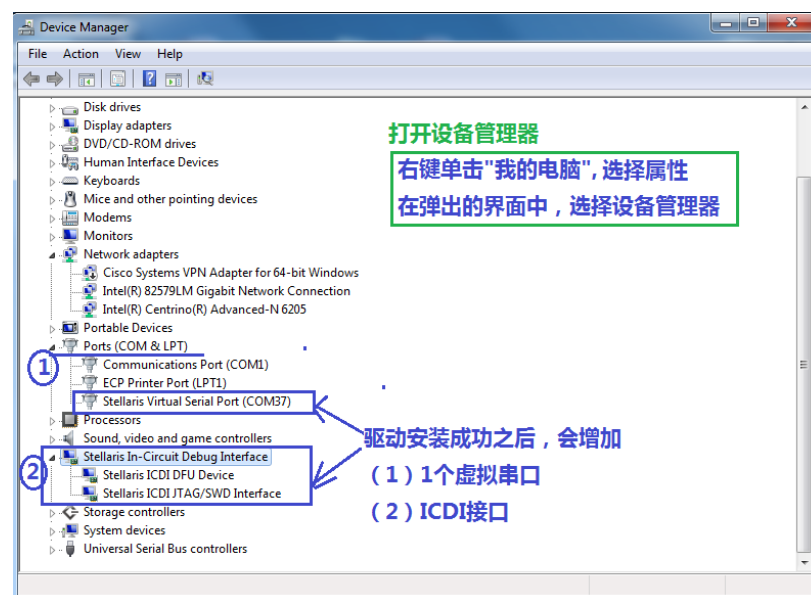 Device Manager
File Action View Help
Disk drives
Display adapters
DVD/CD-ROM drives
Human Interface Devices
Keyboards
Mice and other pointing devices
Modems
Monitors
Network adapters
Cisco Systems VPN Adapter for 64-bit Windows
Intel(R) 82579LM Gigabit Network Connection
Intel(R) Centrino(R) Advanced-N 6205
Portable Devices
Ports (COM & LPT)
Communications Port (COM1)
ECP Printer Port (LPT1)
Stellaris Virtual Serial Port (COM37)
Processors
Sound, video and game controllers
Stellaris In-Circuit Debug Interface
Stellaris ICDI DFU Device
Stellaris ICDI JTAG/SWD Interface
Storage controllers
System devices
Universal Serial Bus controllers
1
2
打开设备管理器
右键单击"我的电脑",选择属性
在弹出的界面中，选择设备管理器
驱动安装成功之后，会增加
（1）1个虚拟串口
（2）ICDI接口